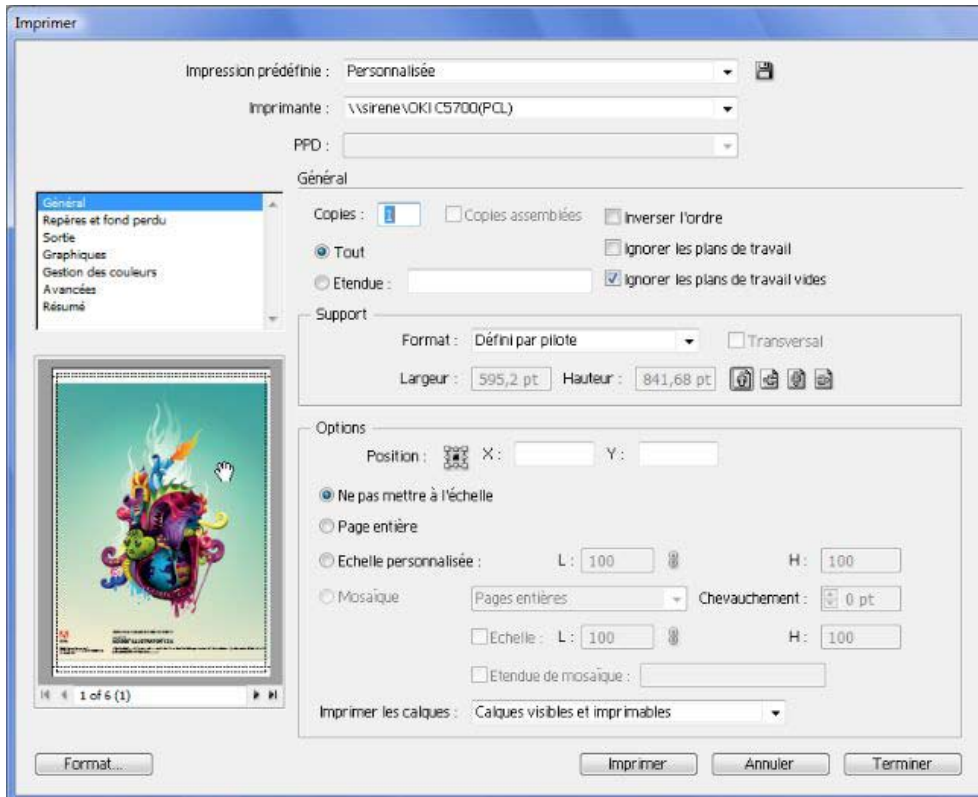 Imprimer
Impression prédéfinie : Personnalisée
Imprimante : \\sirene\OKI C5700(PCL)
PPD :
Général
Repères et fond perdu
Sortie
Graphiques
Gestion des couleurs
Avancées
Résumé
1 of 6 (1)
Général
Copies : 1 Copies assemblées Inverser l'ordre
Tout Ignorer les plans de travail
Etendue : Ignorer les plans de travail vides
Support
Format : Défini par pilote Transversal
Largeur : 595,2 pt Hauteur : 841,68 pt
Options
Position : X : Y :
Ne pas mettre à l'échelle
Page entière
Echelle personnalisée : L : 100 H : 100
Mosaïque Pages entières Chevauchement : 0 pt
Echelle : L : 100 H : 100
Etendue de mosaïque :
Imprimer les calques : Calques visibles et imprimables
Format... Imprimer Annuler Terminer